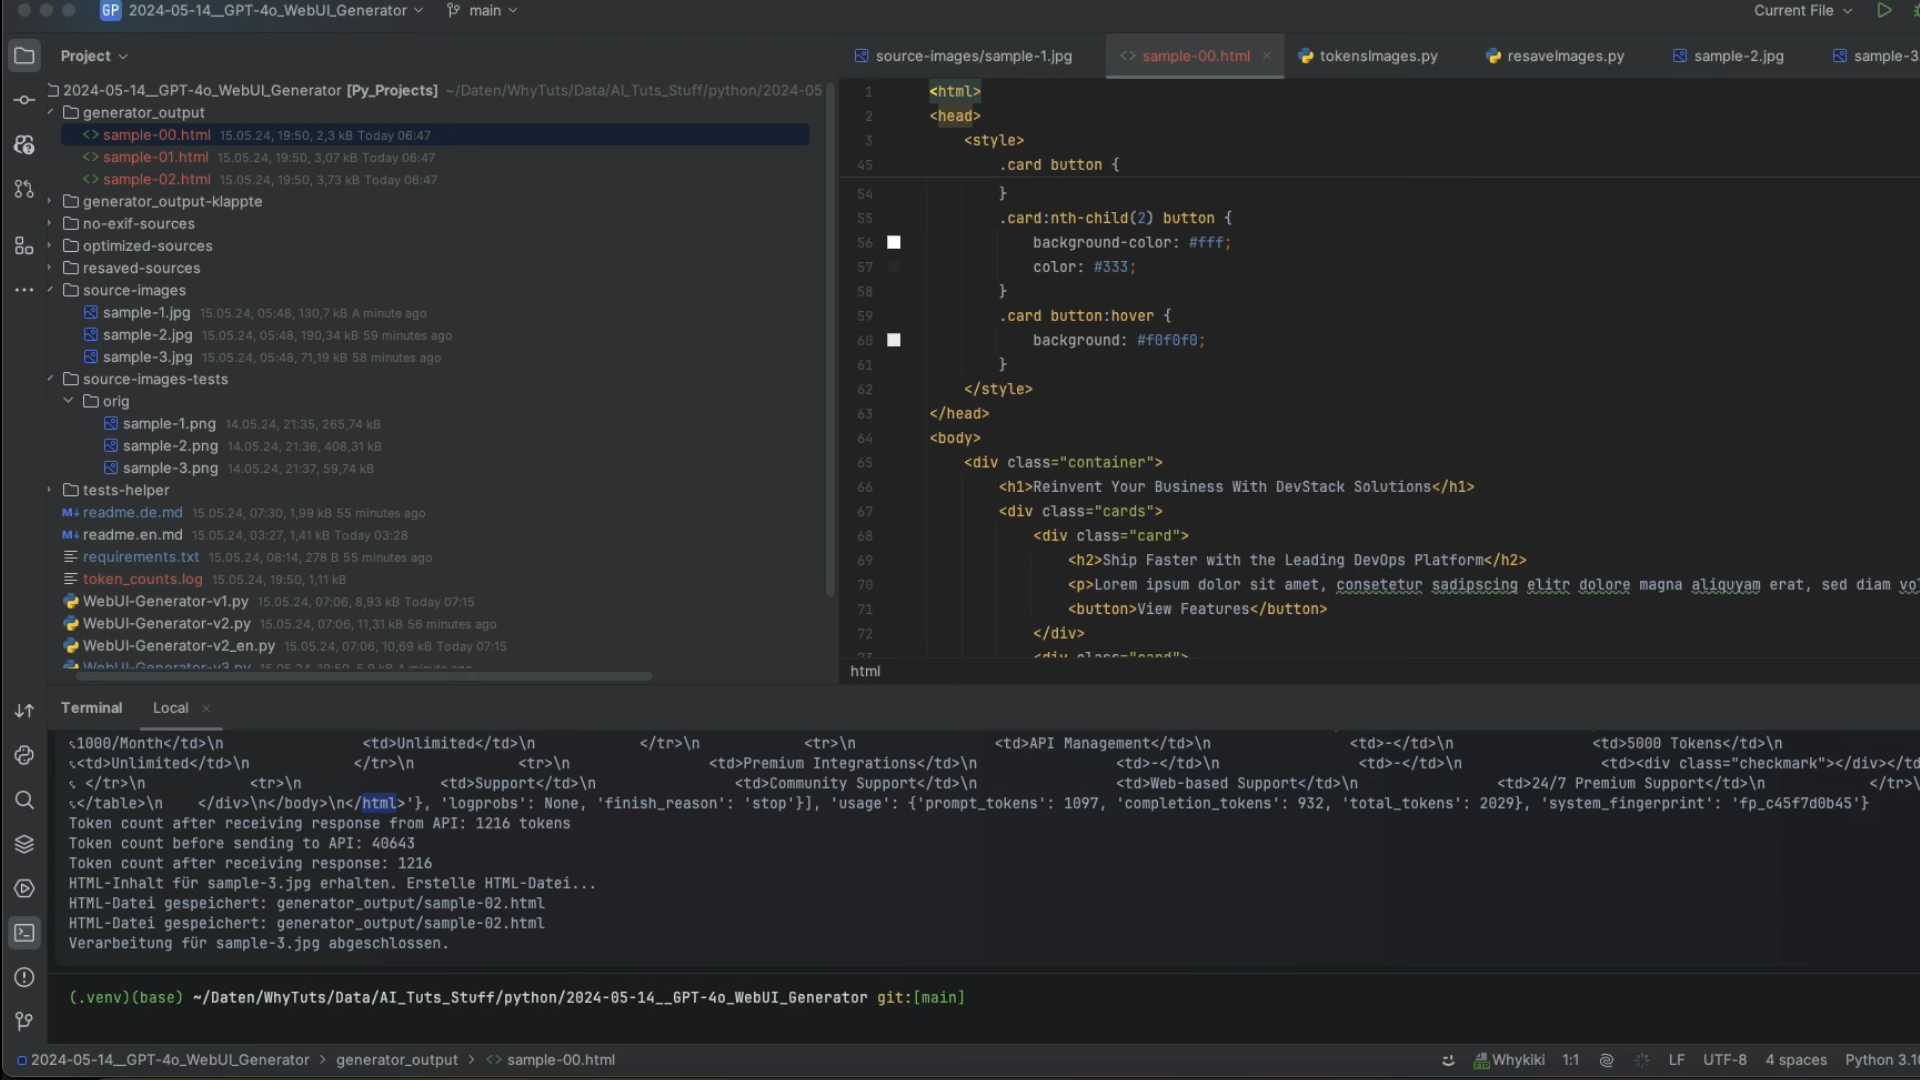 GP 2024-05-14__GPT-4o_WebUI_Generator main Current File
Project
2024-05-14__GPT-4o_WebUI_Generator [Py_Projects] ~/Daten/WhyTuts/Data/AI_Tuts_Stuff/python/2024-05
generator_output
<> sample-00.html 15.05.24, 19:50, 2,3 kB Today 06:47
<> sample-01.html 15.05.24, 19:50, 3,07 kB Today 06:47
<> sample-02.html 15.05.24, 19:50, 3,73 kB Today 06:47
generator_output-klappte
no-exif-sources
optimized-sources
resaved-sources
source-images
sample-1.jpg 15.05.24, 05:48, 130,7 kB A minute ago
sample-2.jpg 15.05.24, 05:48, 190,34 kB 59 minutes ago
sample-3.jpg 15.05.24, 05:48, 71,19 kB 58 minutes ago
source-images-tests
orig
sample-1.png 14.05.24, 21:35, 265,74 kB
sample-2.png 14.05.24, 21:36, 408,31 kB
sample-3.png 14.05.24, 21:37, 59,74 kB
tests-helper
M↓ readme.de.md 15.05.24, 07:30, 1,99 kB 55 minutes ago
M↓ readme.en.md 15.05.24, 03:27, 1,41 kB Today 03:28
requirements.txt 15.05.24, 08:14, 278 B 55 minutes ago
token_counts.log 15.05.24, 19:50, 1,11 kB
WebUI-Generator-v1.py 15.05.24, 07:06, 8,93 kB Today 07:15
WebUI-Generator-v2.py 15.05.24, 07:06, 11,31 kB 56 minutes ago
WebUI-Generator-v2_en.py 15.05.24, 07:06, 10,69 kB Today 07:15
WebUI-Generator-v3.py 15.05.24, 19:50, 5,9 kB A minute ago
source-images/sample-1.jpg <> sample-00.html × tokensImages.py resaveImages.py sample-2.jpg sample-3.
1 <html>
2 <head>
3 <style>
45 .card button {
54 }
55 .card:nth-child(2) button {
56 background-color: #fff;
57 color: #333;
58 }
59 .card button:hover {
60 background: #f0f0f0;
61 }
62 </style>
63 </head>
64 <body>
65 <div class="container">
66 <h1>Reinvent Your Business With DevStack Solutions</h1>
67 <div class="cards">
68 <div class="card">
69 <h2>Ship Faster with the Leading DevOps Platform</h2>
70 <p>Lorem ipsum dolor sit amet, consetetur sadipscing elitr dolore magna aliquyam erat, sed diam vol
71 <button>View Features</button>
72 </div>
73 <div class="card">
html
Terminal Local ×
1000/Month</td>\n <td>Unlimited</td>\n </tr>\n <tr>\n <td>API Management</td>\n <td>-</td>\n <td>5000 Tokens</td>\n
<td>Unlimited</td>\n </tr>\n <tr>\n <td>Premium Integrations</td>\n <td>-</td>\n <td>-</td>\n <td><div class="checkmark"></div></td
</tr>\n <tr>\n <td>Support</td>\n <td>Community Support</td>\n <td>Web-based Support</td>\n <td>24/7 Premium Support</td>\n </tr>\
</table>\n </div>\n</body>\n</html>'}, 'logprobs': None, 'finish_reason': 'stop'}], 'usage': {'prompt_tokens': 1097, 'completion_tokens': 932, 'total_tokens': 2029}, 'system_fingerprint': 'fp_c45f7d0b45'}
Token count after receiving response from API: 1216 tokens
Token count before sending to API: 40643
Token count after receiving response: 1216
HTML-Inhalt für sample-3.jpg erhalten. Erstelle HTML-Datei...
HTML-Datei gespeichert: generator_output/sample-02.html
HTML-Datei gespeichert: generator_output/sample-02.html
Verarbeitung für sample-3.jpg abgeschlossen.
(.venv)(base) ~/Daten/WhyTuts/Data/AI_Tuts_Stuff/python/2024-05-14__GPT-4o_WebUI_Generator git:[main]
2024-05-14__GPT-4o_WebUI_Generator > generator_output > <> sample-00.html Whykiki 1:1 LF UTF-8 4 spaces Python 3.10